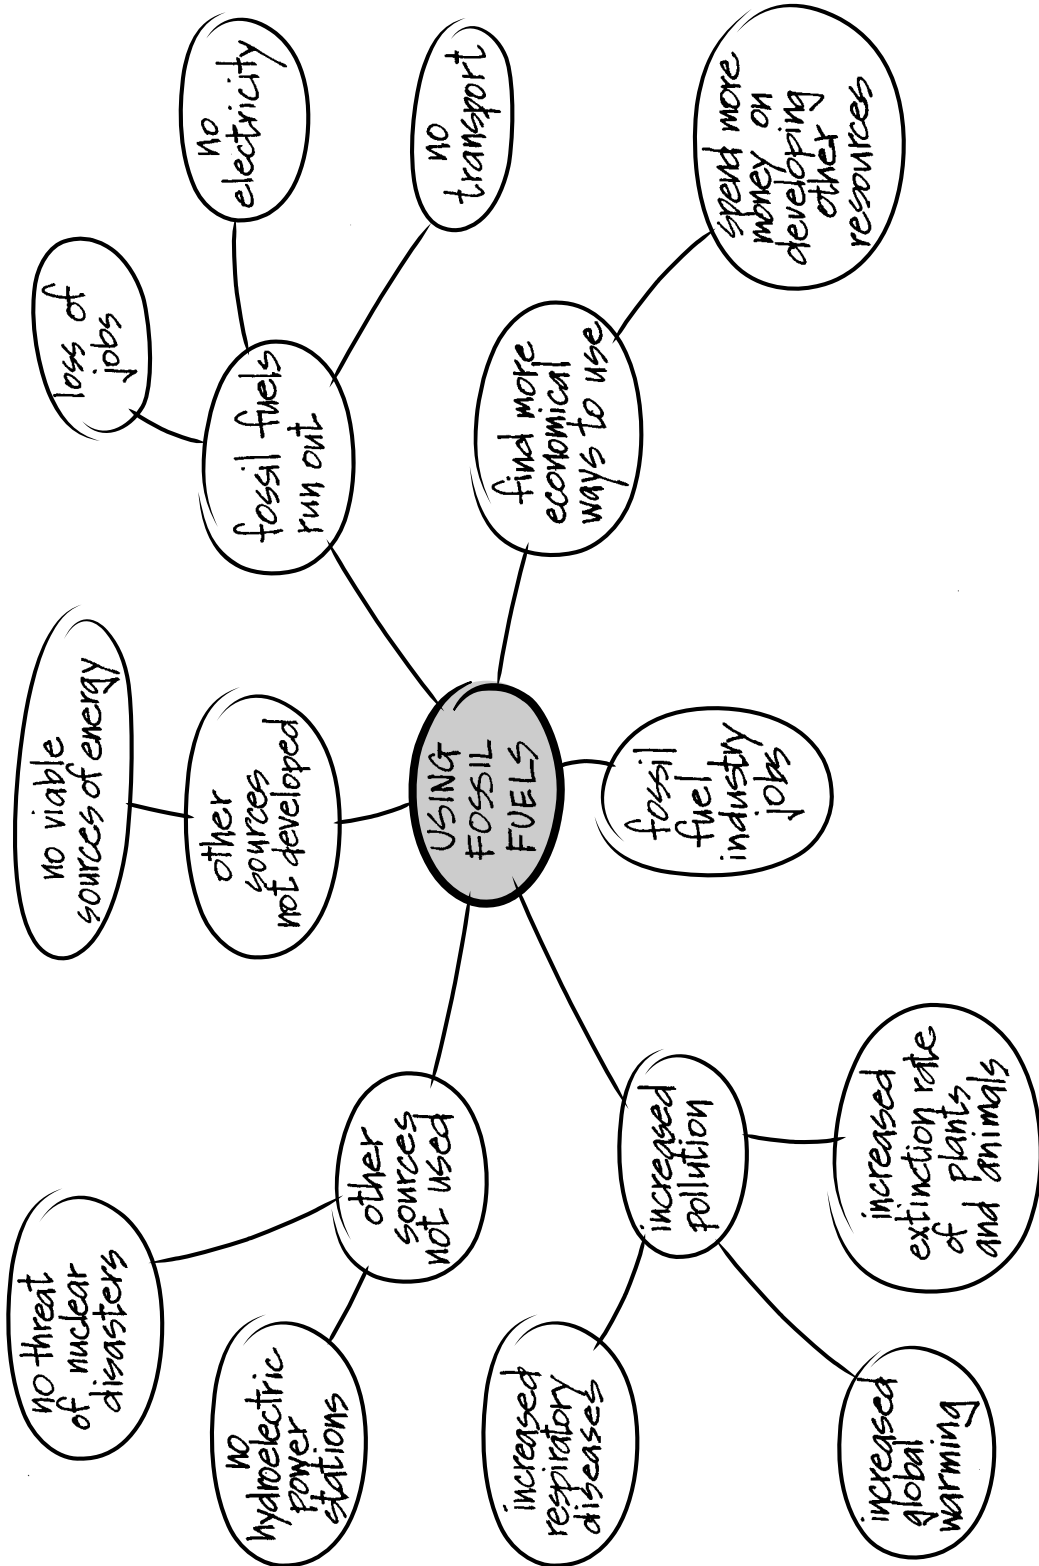 no threat
of nuclear
disasters
no
hydroelectric
power
stations
other
sources
not used
no viable
sources of energy
other
sources
not developed
loss of
jobs
fossil fuels
run out
no
electricity
no
transport
USING
FOSSIL
FUELS
find more
economical
ways to use
spend more
money on
developing
other
resources
fossil
fuel
industry
jobs
increased
pollution
increased
respiratory
diseases
increased
global
warming
increased
extinction rate
of plants
and animals